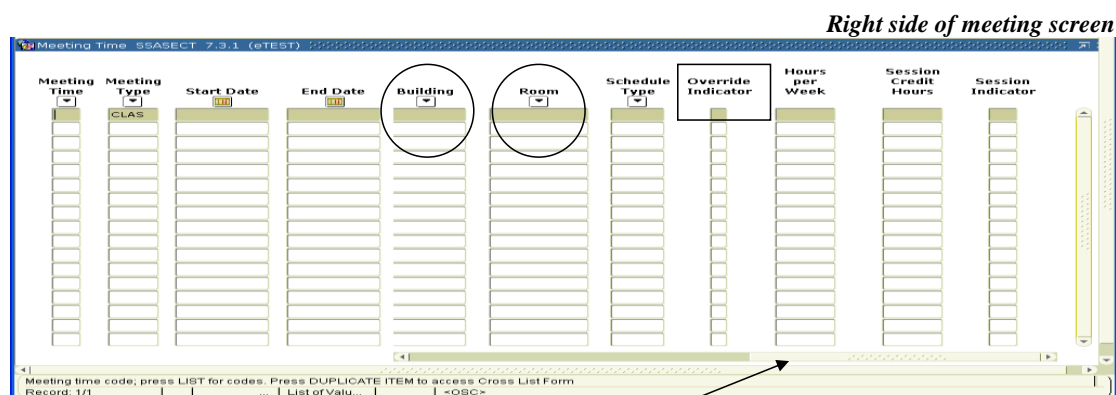 Right side of meeting screen
Meeting Time SSASECT 7.3.1 (eTEST)
Meeting Time Meeting Type Start Date End Date Building Room Schedule Type Override Indicator Hours per Week Session Credit Hours Session Indicator
CLAS
Meeting time code; press LIST for codes. Press DUPLICATE ITEM to access Cross List Form
Record: 1/1 ... List of Valu... <OSC>